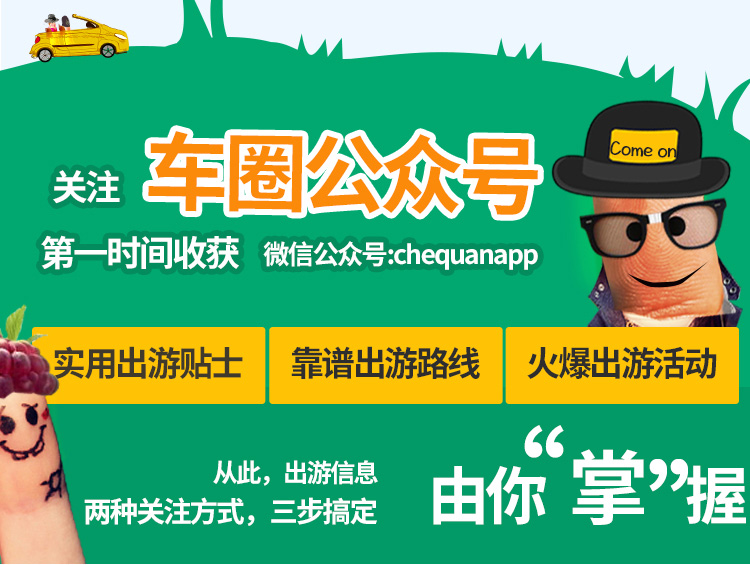 Come on
关注 车圈公众号
第一时间收获 微信公众号:chequanapp
实用出游贴士 靠谱出游路线 火爆出游活动
从此，出游信息
两种关注方式，三步搞定
由你“掌”握